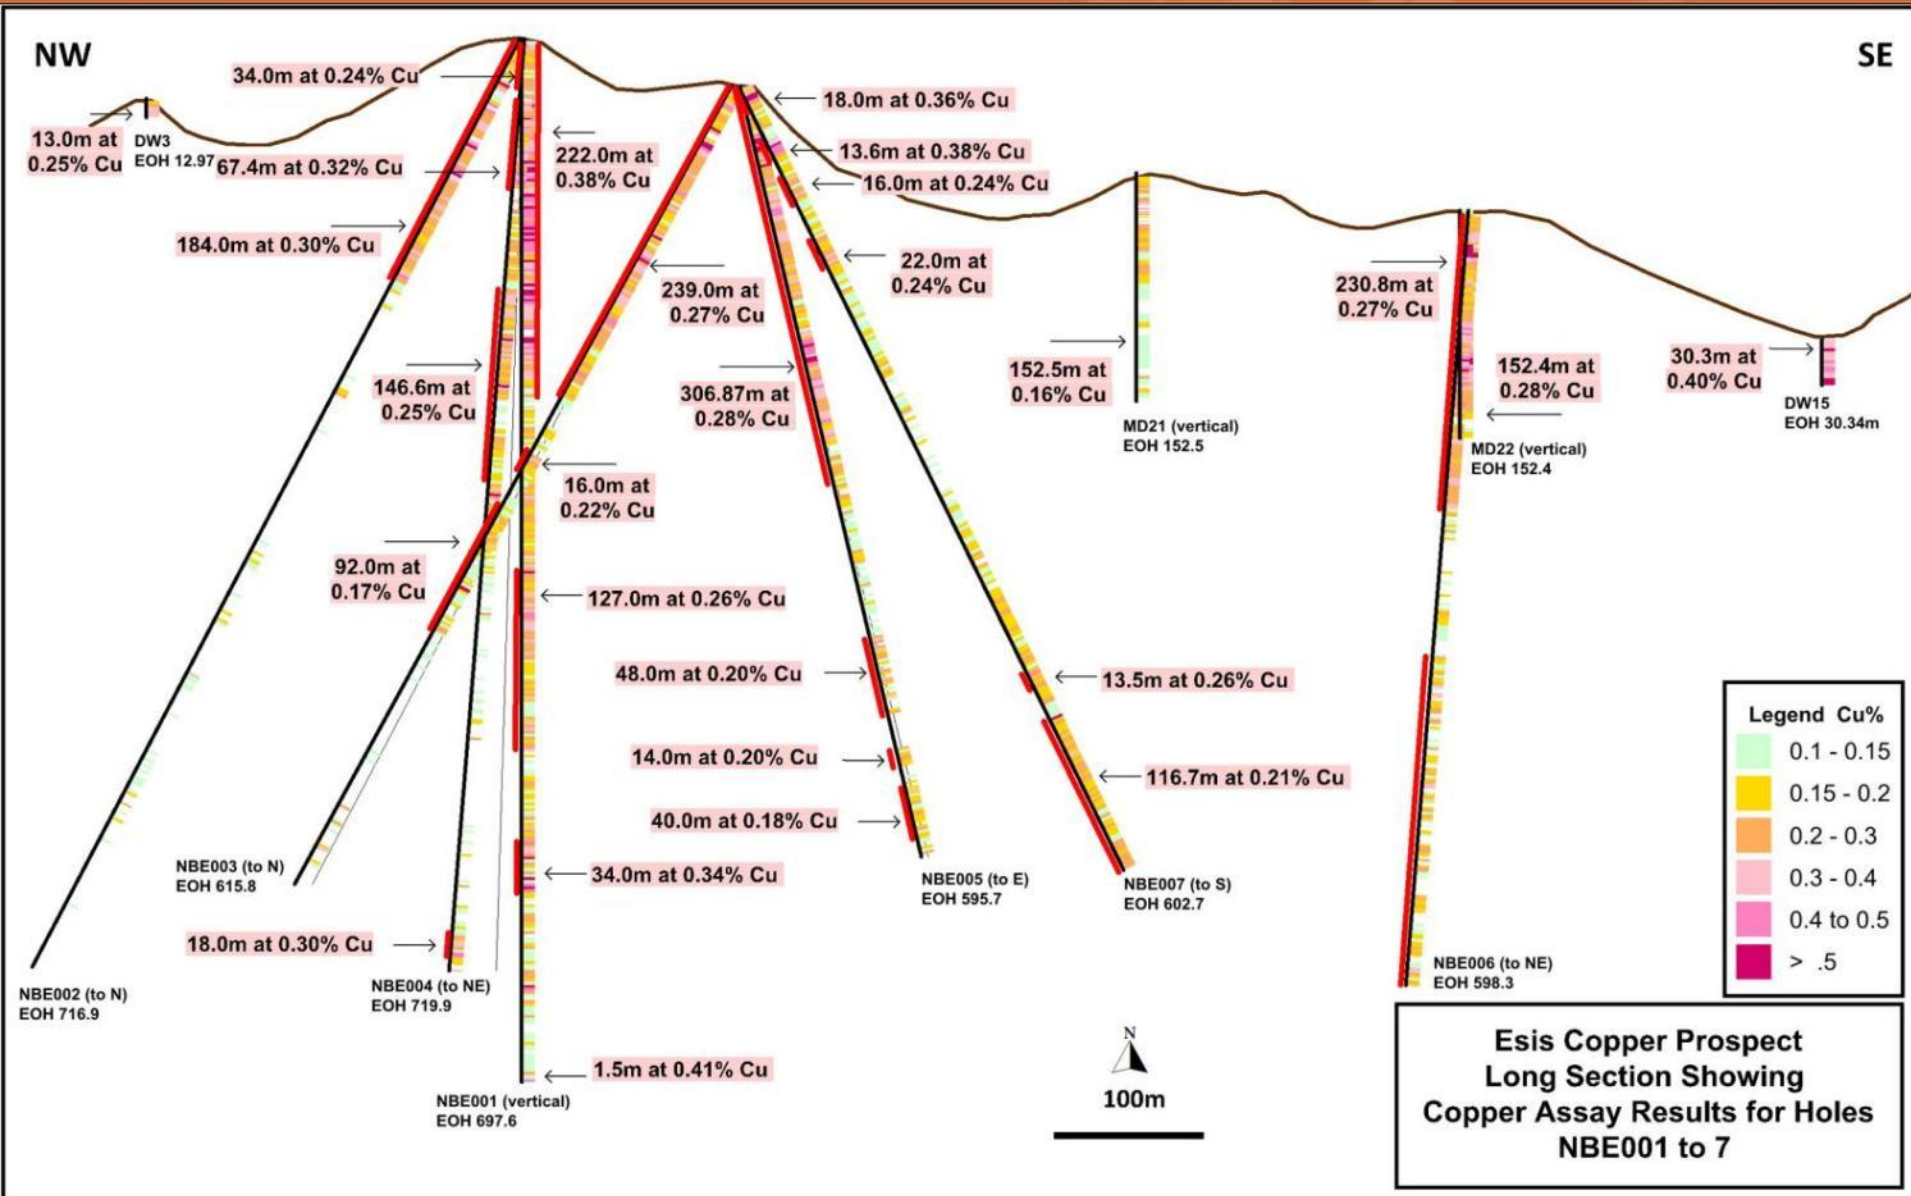 NW
SE
34.0m at 0.24% Cu
13.0m at
0.25% Cu
DW3
EOH 12.97
67.4m at 0.32% Cu
184.0m at 0.30% Cu
222.0m at
0.38% Cu
18.0m at 0.36% Cu
13.6m at 0.38% Cu
16.0m at 0.24% Cu
22.0m at
0.24% Cu
239.0m at
0.27% Cu
146.6m at
0.25% Cu
306.87m at
0.28% Cu
152.5m at
0.16% Cu
MD21 (vertical)
EOH 152.5
230.8m at
0.27% Cu
152.4m at
0.28% Cu
MD22 (vertical)
EOH 152.4
30.3m at
0.40% Cu
DW15
EOH 30.34m
16.0m at
0.22% Cu
92.0m at
0.17% Cu
127.0m at 0.26% Cu
48.0m at 0.20% Cu
13.5m at 0.26% Cu
14.0m at 0.20% Cu
116.7m at 0.21% Cu
40.0m at 0.18% Cu
34.0m at 0.34% Cu
NBE003 (to N)
EOH 615.8
NBE005 (to E)
EOH 595.7
NBE007 (to S)
EOH 602.7
18.0m at 0.30% Cu
NBE002 (to N)
EOH 716.9
NBE004 (to NE)
EOH 719.9
NBE006 (to NE)
EOH 598.3
1.5m at 0.41% Cu
NBE001 (vertical)
EOH 697.6
N
100m
Legend Cu%
0.1 - 0.15
0.15 - 0.2
0.2 - 0.3
0.3 - 0.4
0.4 to 0.5
> .5
Esis Copper Prospect
Long Section Showing
Copper Assay Results for Holes
NBE001 to 7